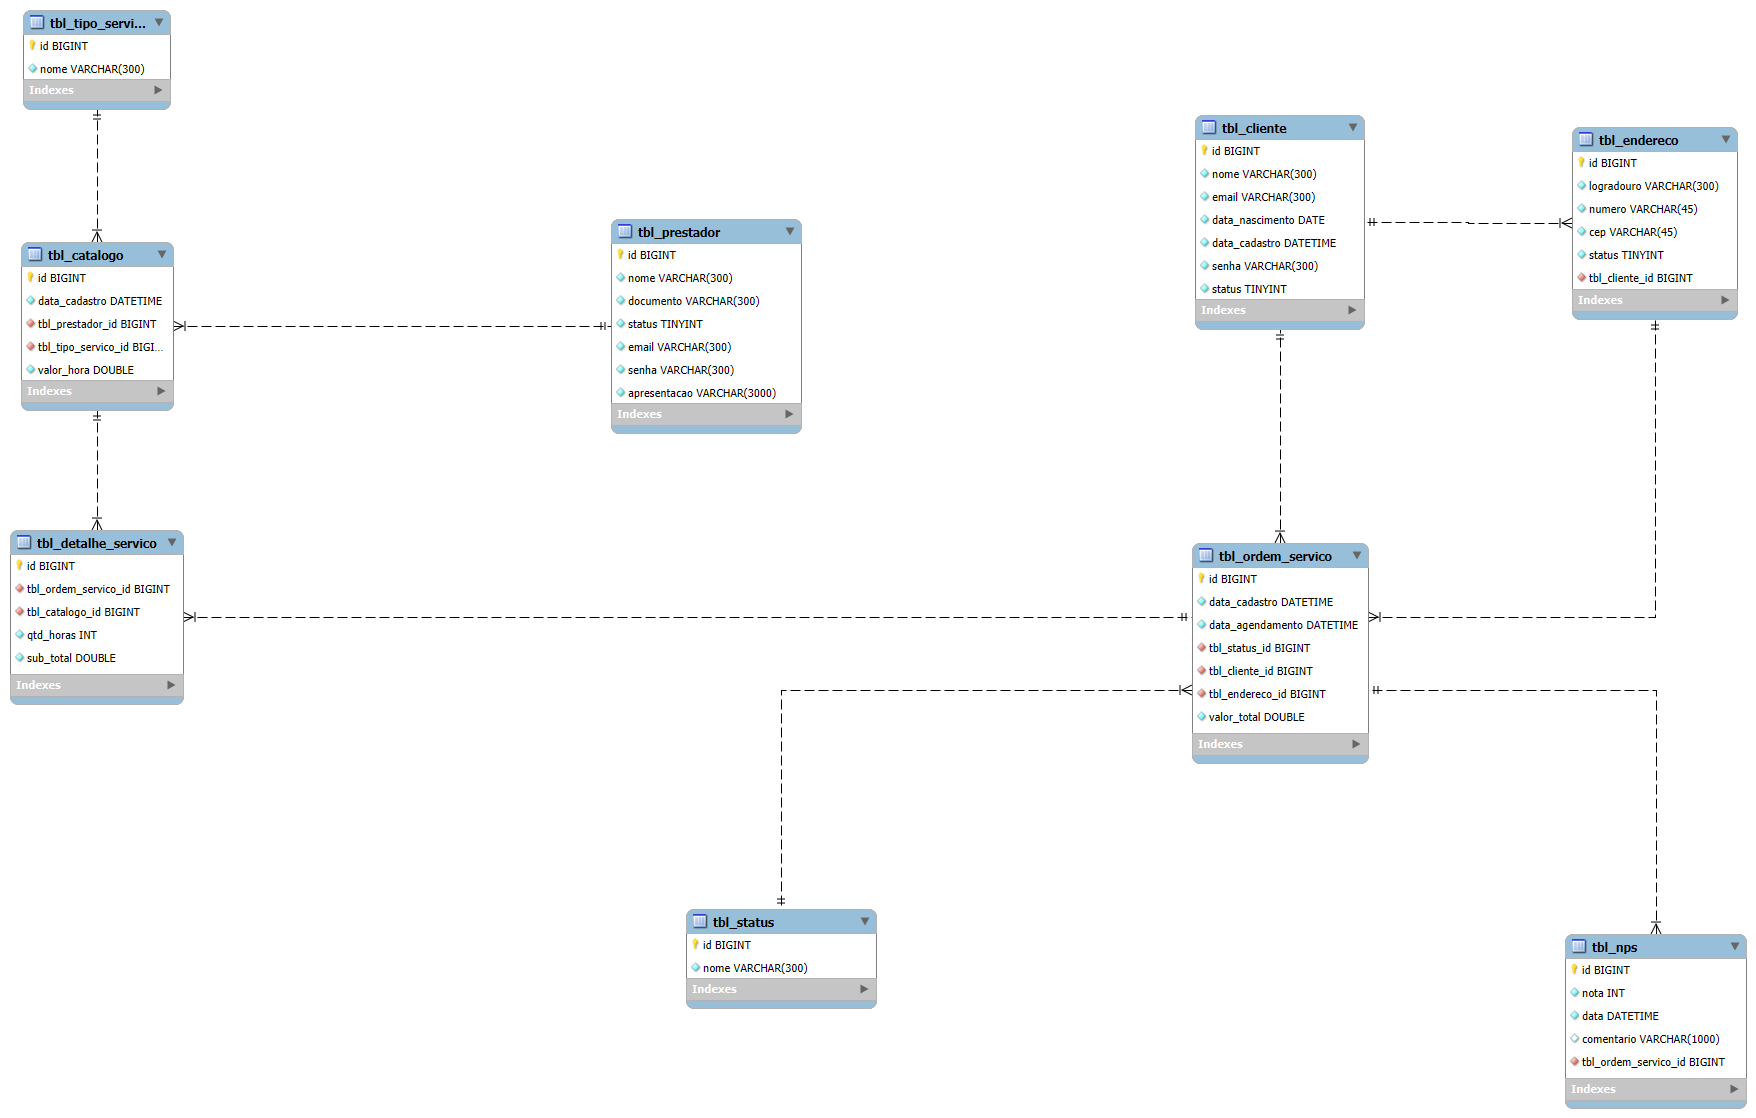 tbl_tipo_servi...
id BIGINT
nome VARCHAR(300)
Indexes
tbl_catalogo
id BIGINT
data_cadastro DATETIME
tbl_prestador_id BIGINT
tbl_tipo_servico_id BIGI...
valor_hora DOUBLE
Indexes
tbl_detalhe_servico
id BIGINT
tbl_ordem_servico_id BIGINT
tbl_catalogo_id BIGINT
qtd_horas INT
sub_total DOUBLE
Indexes
tbl_prestador
id BIGINT
nome VARCHAR(300)
documento VARCHAR(300)
status TINYINT
email VARCHAR(300)
senha VARCHAR(300)
apresentacao VARCHAR(3000)
Indexes
tbl_status
id BIGINT
nome VARCHAR(300)
Indexes
tbl_cliente
id BIGINT
nome VARCHAR(300)
email VARCHAR(300)
data_nascimento DATE
data_cadastro DATETIME
senha VARCHAR(300)
status TINYINT
Indexes
tbl_ordem_servico
id BIGINT
data_cadastro DATETIME
data_agendamento DATETIME
tbl_status_id BIGINT
tbl_cliente_id BIGINT
tbl_endereco_id BIGINT
valor_total DOUBLE
Indexes
tbl_endereco
id BIGINT
logradouro VARCHAR(300)
numero VARCHAR(45)
cep VARCHAR(45)
status TINYINT
tbl_cliente_id BIGINT
Indexes
tbl_nps
id BIGINT
nota INT
data DATETIME
comentario VARCHAR(1000)
tbl_ordem_servico_id BIGINT
Indexes